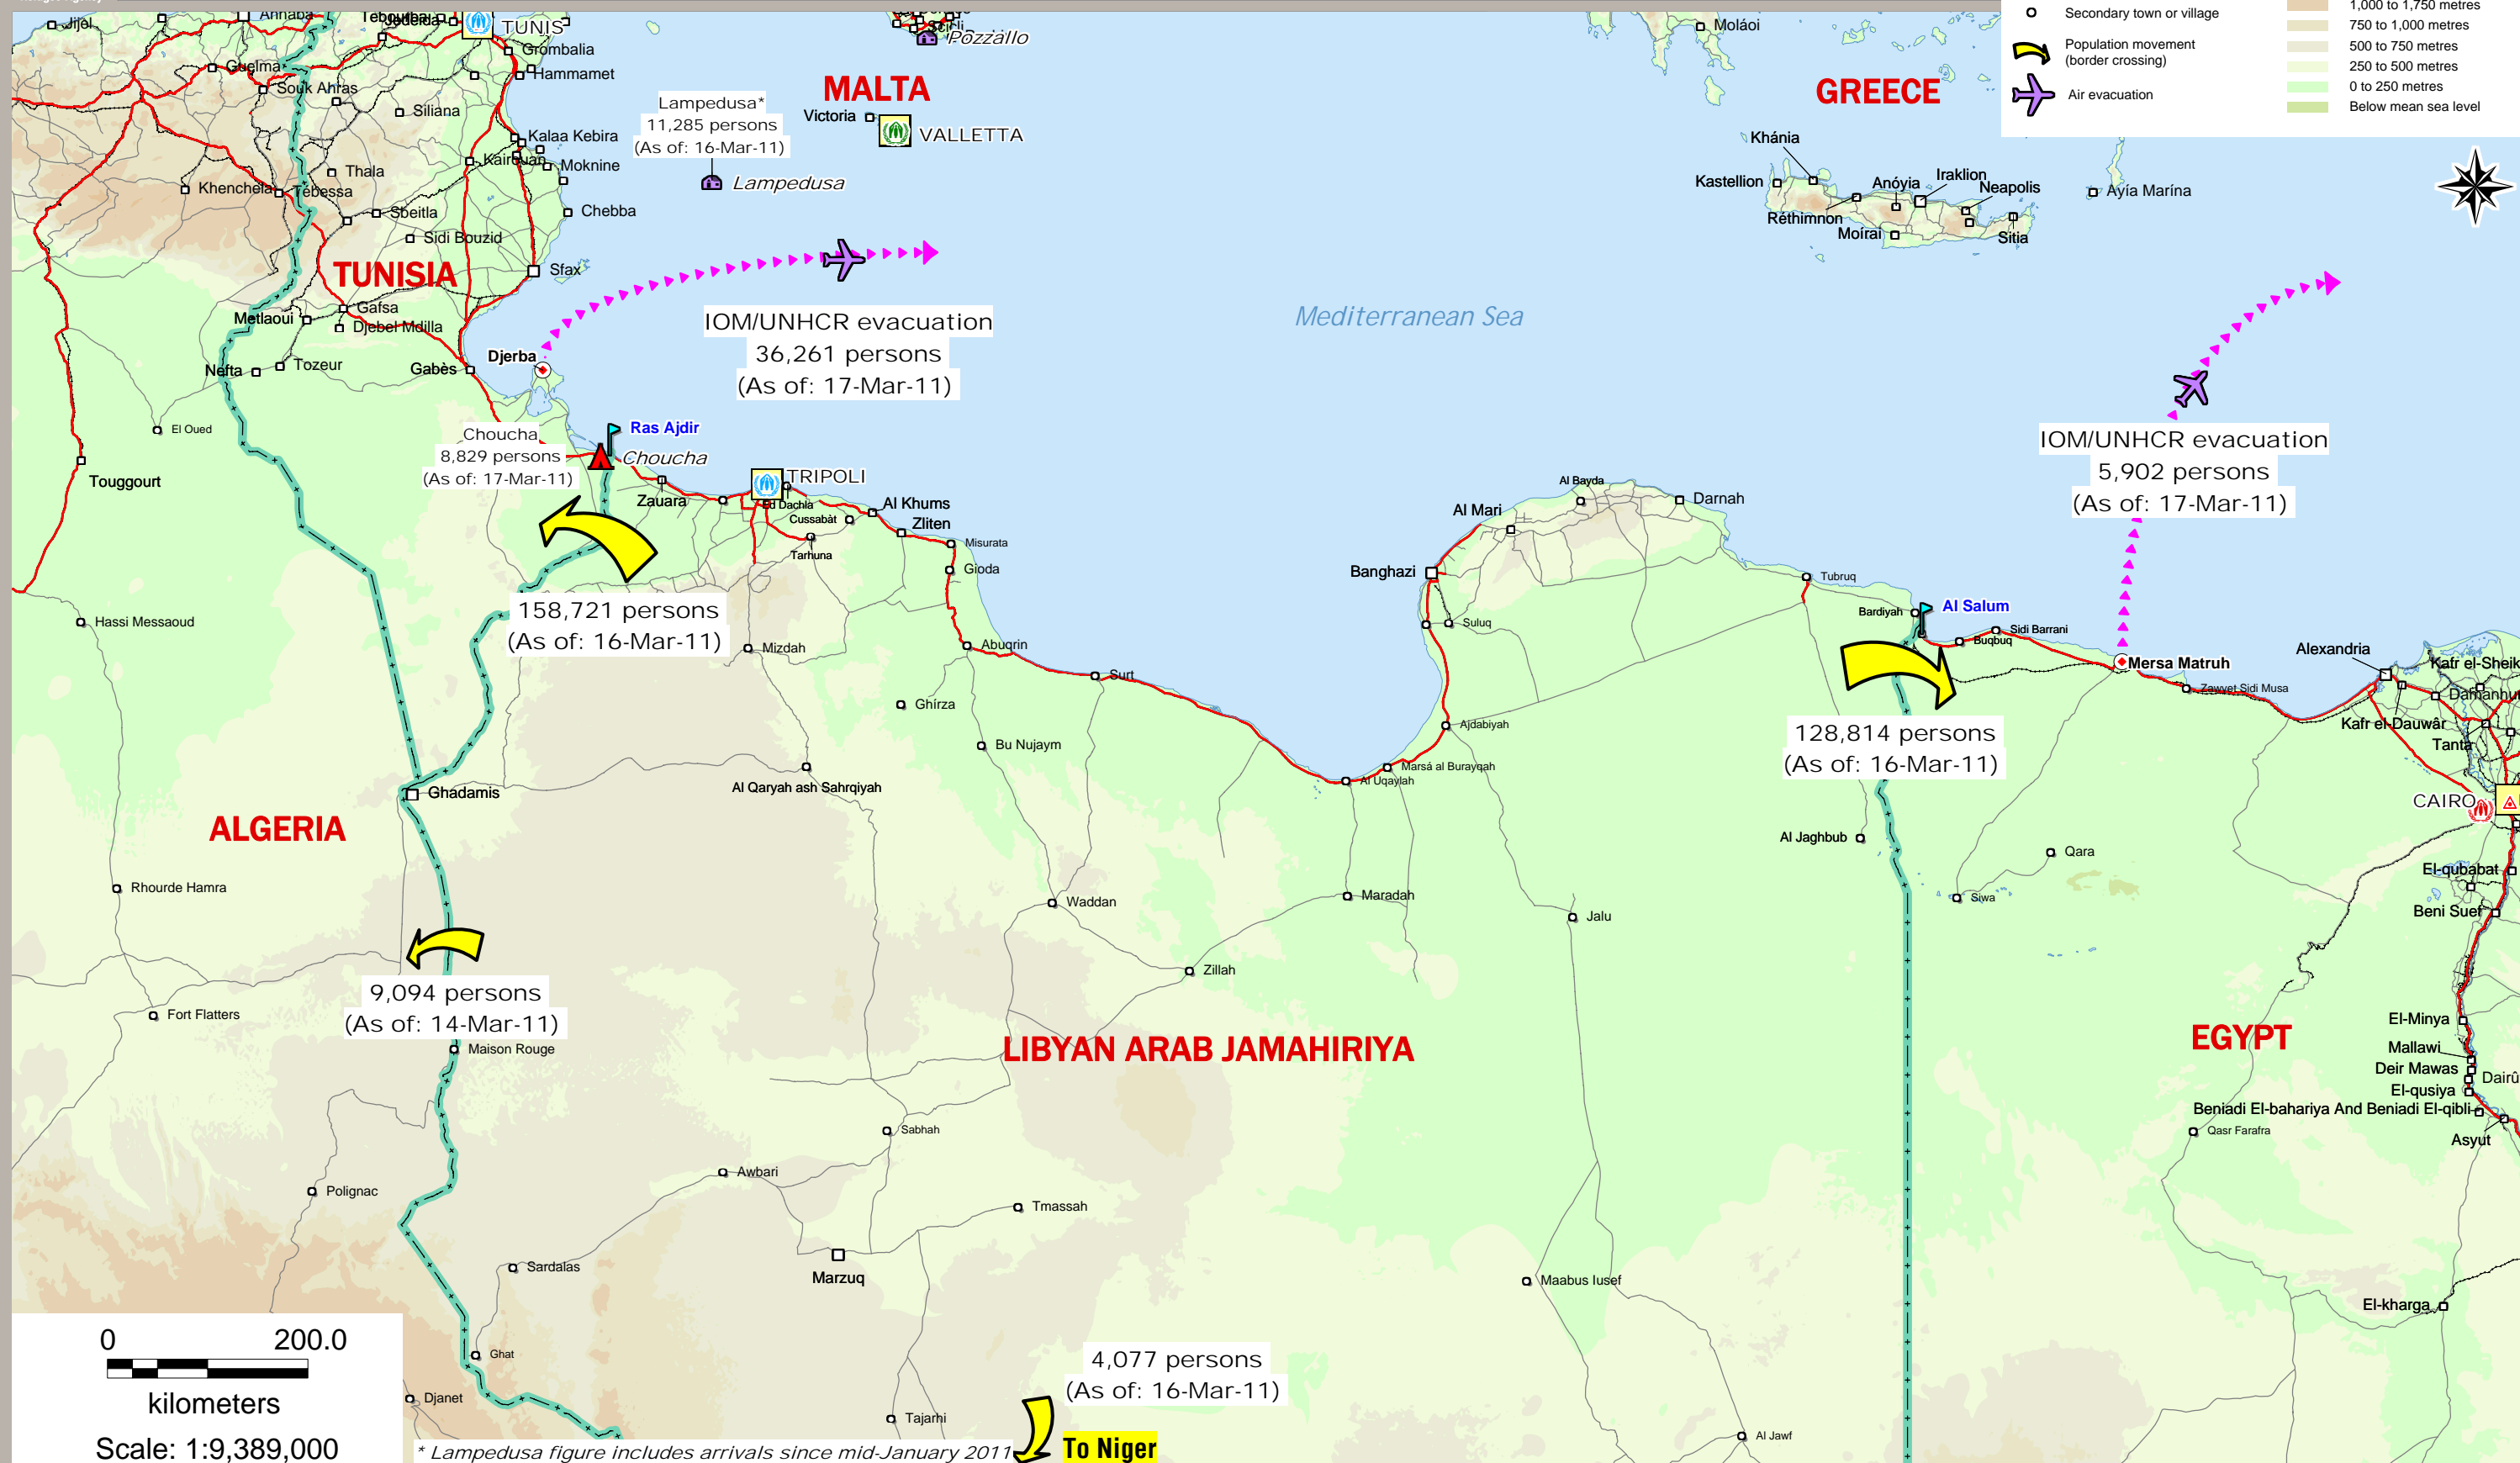 Jijel
Annaba
TUNIS
Grombalia
Hammamet
Guelma
Souk Ahras
Siliana
Kalaa Kebira
Kairouan
Moknine
Thala
Khenchela
Tébessa
Sbeitla
Chebba
Sidi Bouzid
TUNISIA
Sfax
Gafsa
Metlaoui
Djebel Mdilla
Tozeur
Nefta
Gabès
Djerba
El Oued
Touggourt
Pozzallo
MALTA
Lampedusa*
11,285 persons
(As of: 16-Mar-11)
Victoria
VALLETTA
Lampedusa
IOM/UNHCR evacuation
36,261 persons
(As of: 17-Mar-11)
Moláoi
GREECE
Khánia
Kastellion
Anóyia
Iraklion
Neapolis
Réthimnon
Moírai
Sitia
Ayía Marína
Mediterranean Sea
Secondary town or village
Population movement
(border crossing)
Air evacuation
1,000 to 1,750 metres
750 to 1,000 metres
500 to 750 metres
250 to 500 metres
0 to 250 metres
Below mean sea level
IOM/UNHCR evacuation
5,902 persons
(As of: 17-Mar-11)
Choucha
8,829 persons
(As of: 17-Mar-11)
Ras Ajdir
Choucha
TRIPOLI
Zauara
Ed Dachla
Cussabàt
Al Khums
Zliten
Tarhuna
Misurata
Gioda
158,721 persons
(As of: 16-Mar-11)
Mizdah
Abuqrin
Surt
Ghírza
Bu Nujaym
Al Qaryah ash Sahrqiyah
Hassi Messaoud
Ghadamis
ALGERIA
Rhourde Hamra
9,094 persons
(As of: 14-Mar-11)
Fort Flatters
Maison Rouge
Polignac
Al Bayda
Al Mari
Darnah
Banghazi
Suluq
Tubruq
Ajdabiyah
Marsá al Burayqah
Al Uqaylah
Bardiyah
Al Salum
Buqbuq
Sidi Barrani
Mersa Matruh
Zawyet Sidi Musa
Alexandria
Kafr el-Sheik
Damanhur
Kafr el-Dauwâr
Tanta
CAIRO
128,814 persons
(As of: 16-Mar-11)
Al Jaghbub
Qara
Siwa
El-qubabat
Beni Suef
Waddan
Maradah
Jalu
Zillah
LIBYAN ARAB JAMAHIRIYA
EGYPT
El-Minya
Mallawi
Deir Mawas
Dairû
El-qusiya
Beniadi El-bahariya And Beniadi El-qibli
Qasr Farafra
Asyut
Sabhah
Awbari
Tmassah
Sardalas
Marzuq
Maabus Iusef
El-kharga
Ghat
Djanet
Tajarhi
Al Jawf
4,077 persons
(As of: 16-Mar-11)
To Niger
0 200.0
kilometers
Scale: 1:9,389,000
* Lampedusa figure includes arrivals since mid-January 2011